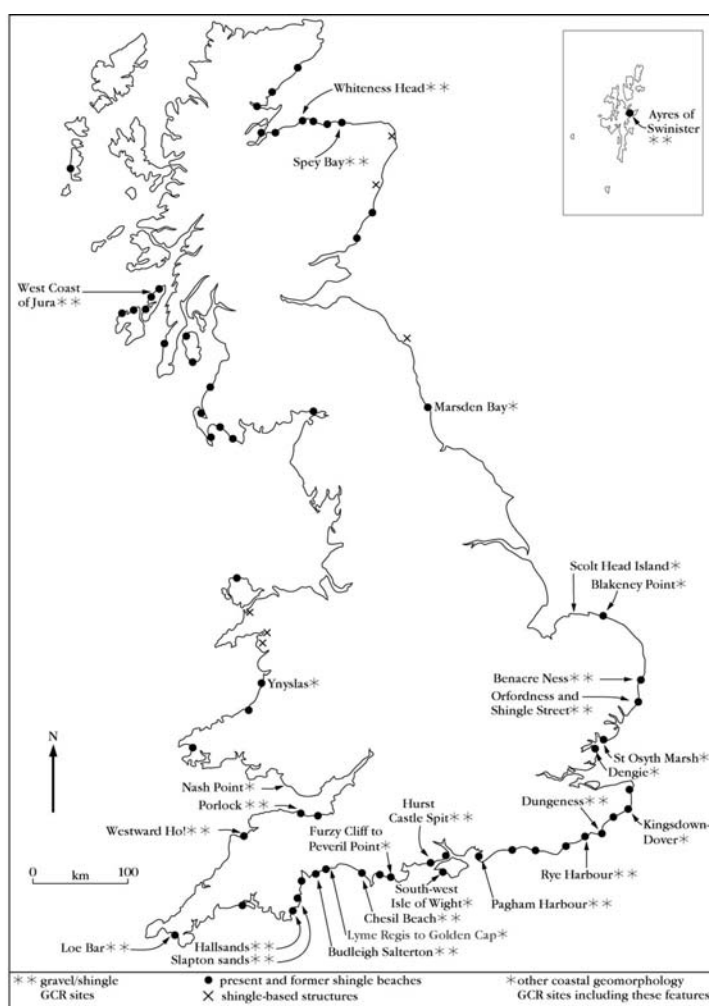 Whiteness Head**
Spey Bay**
Ayres of
Swinister
**
West Coast
of Jura**
Marsden Bay*
Scolt Head Island*
Blakeney Point*
Benacre Ness**
Orfordness and
Shingle Street**
Ynyslas*
N
St Osyth Marsh*
Dengie*
Nash Point*
Porlock**
Westward Ho!**
Hurst
Castle Spit**
Furzy Cliff to
Peveril Point*
Dungeness**
Kingsdown–
Dover*
Rye Harbour**
0 km 100
South-west
Isle of Wight*
Pagham Harbour**
Chesil Beach**
Lyme Regis to Golden Cap*
Budleigh Salterton**
Loe Bar**
Hallsands**
Slapton sands**
** gravel/shingle
GCR sites
● present and former shingle beaches
× shingle-based structures
*other coastal geomorphology
GCR sites including these features